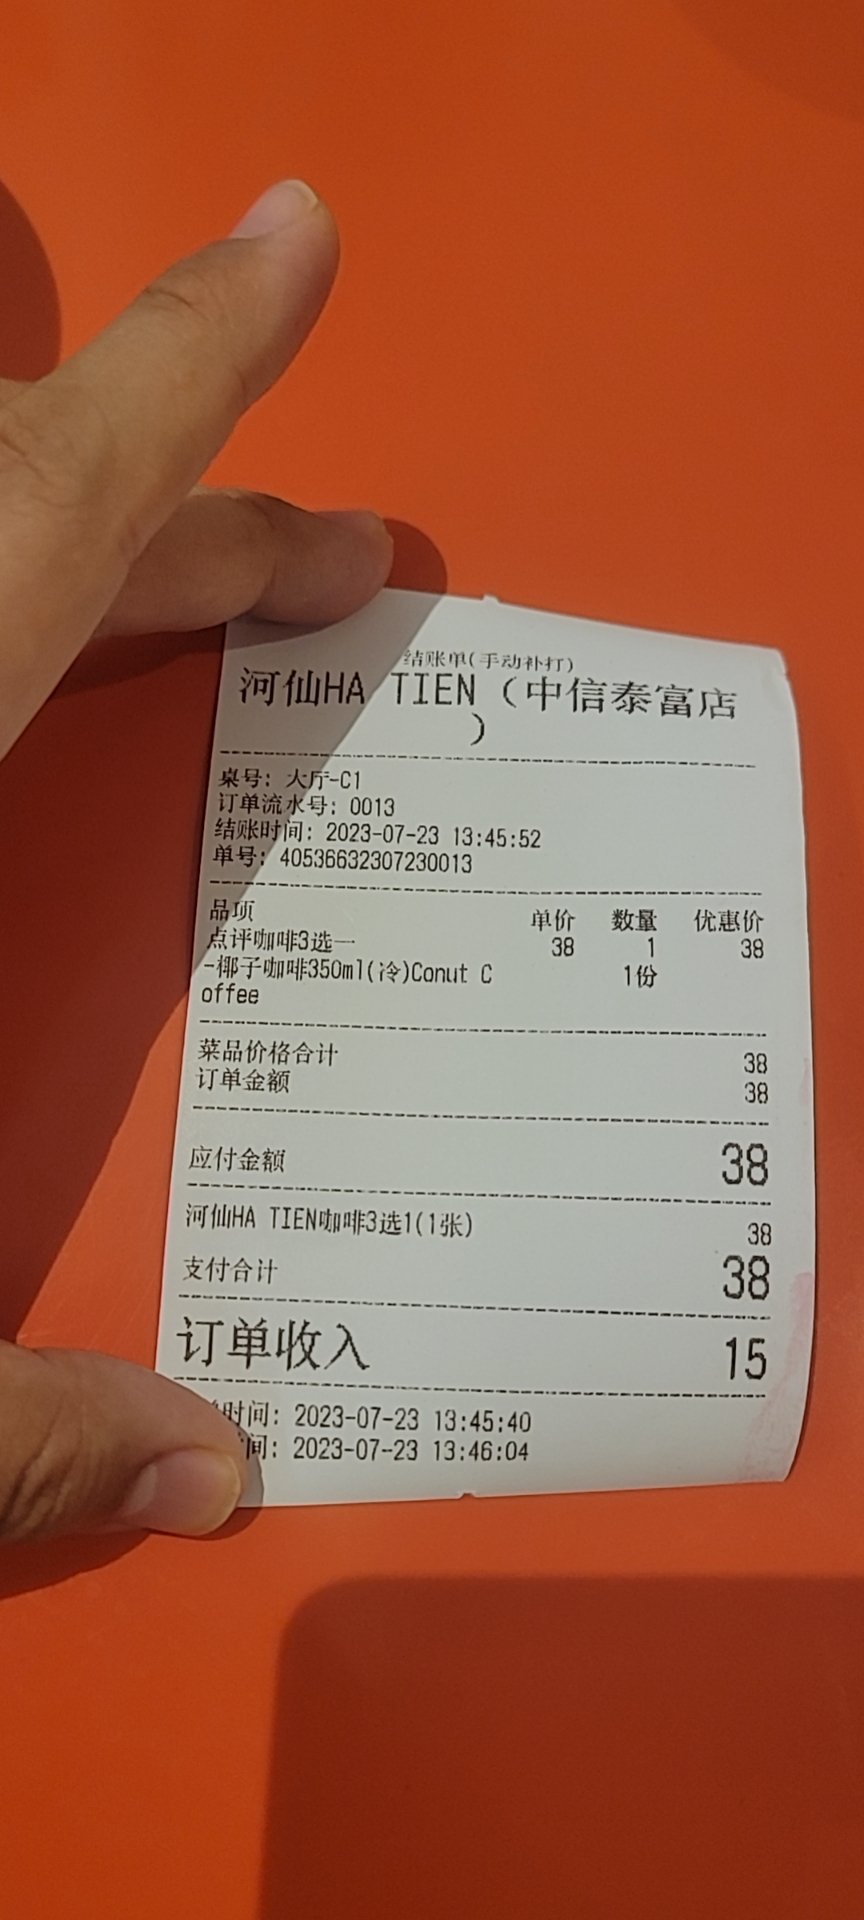 结账单(手动补打)
河仙HA TIEN（中信泰富店
）
桌号: 大厅-C1
订单流水号: 0013
结账时间: 2023-07-23 13:45:52
单号: 40536632307230013
品项 单价 数量 优惠价
点评咖啡3选一 38 1 38
-椰子咖啡350ml(冷)Conut C 1份
offee
菜品价格合计 38
订单金额 38
应付金额 38
河仙HA TIEN咖啡3选1(1张) 38
支付合计 38
订单收入 15
时间: 2023-07-23 13:45:40
间: 2023-07-23 13:46:04